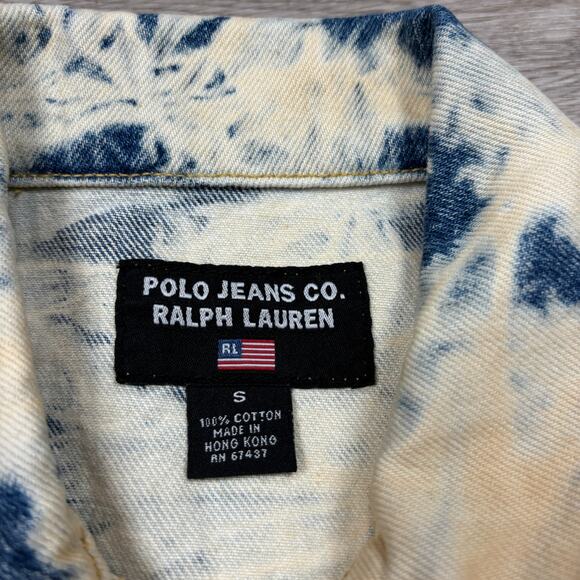 POLO JEANS CO.
RALPH LAUREN
RL
S
100% COTTON
MADE IN
HONG KONG
RN 67437